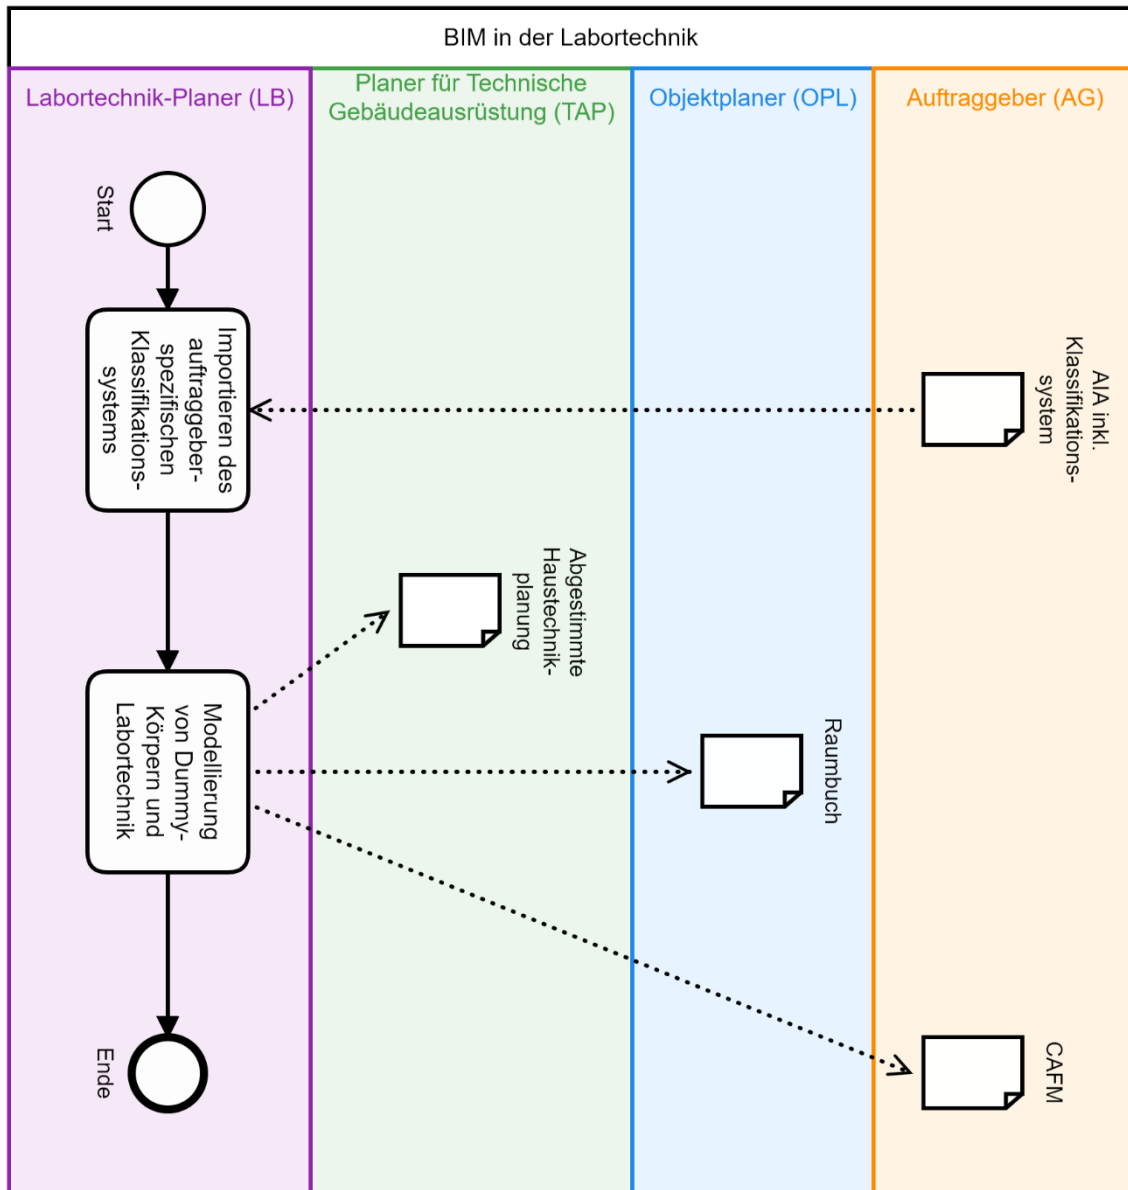 BIM in der Labortechnik
Labortechnik-Planer (LB)
Planer für Technische
Gebäudeausrüstung (TAP)
Objektplaner (OPL)
Auftraggeber (AG)
Start
Importieren des
auftraggeber-
spezifischen
Klassifikations-
systems
AIA inkl.
Klassifikations-
system
Abgestimmte
Haustechnik-
planung
Modellierung
von Dummy-
Körpern und
Labortechnik
Raumbuch
Ende
CAFM